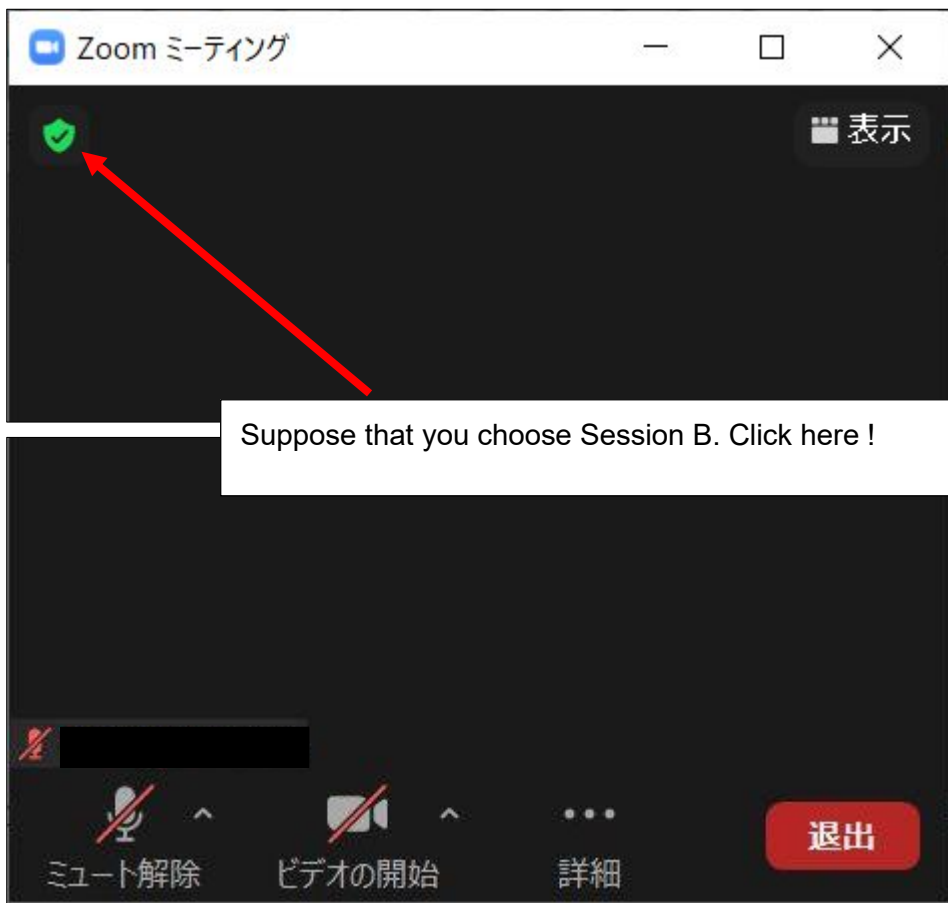 Zoom ミーティング
表示
Suppose that you choose Session B. Click here !
ミュート解除
ビデオの開始
詳細
退出